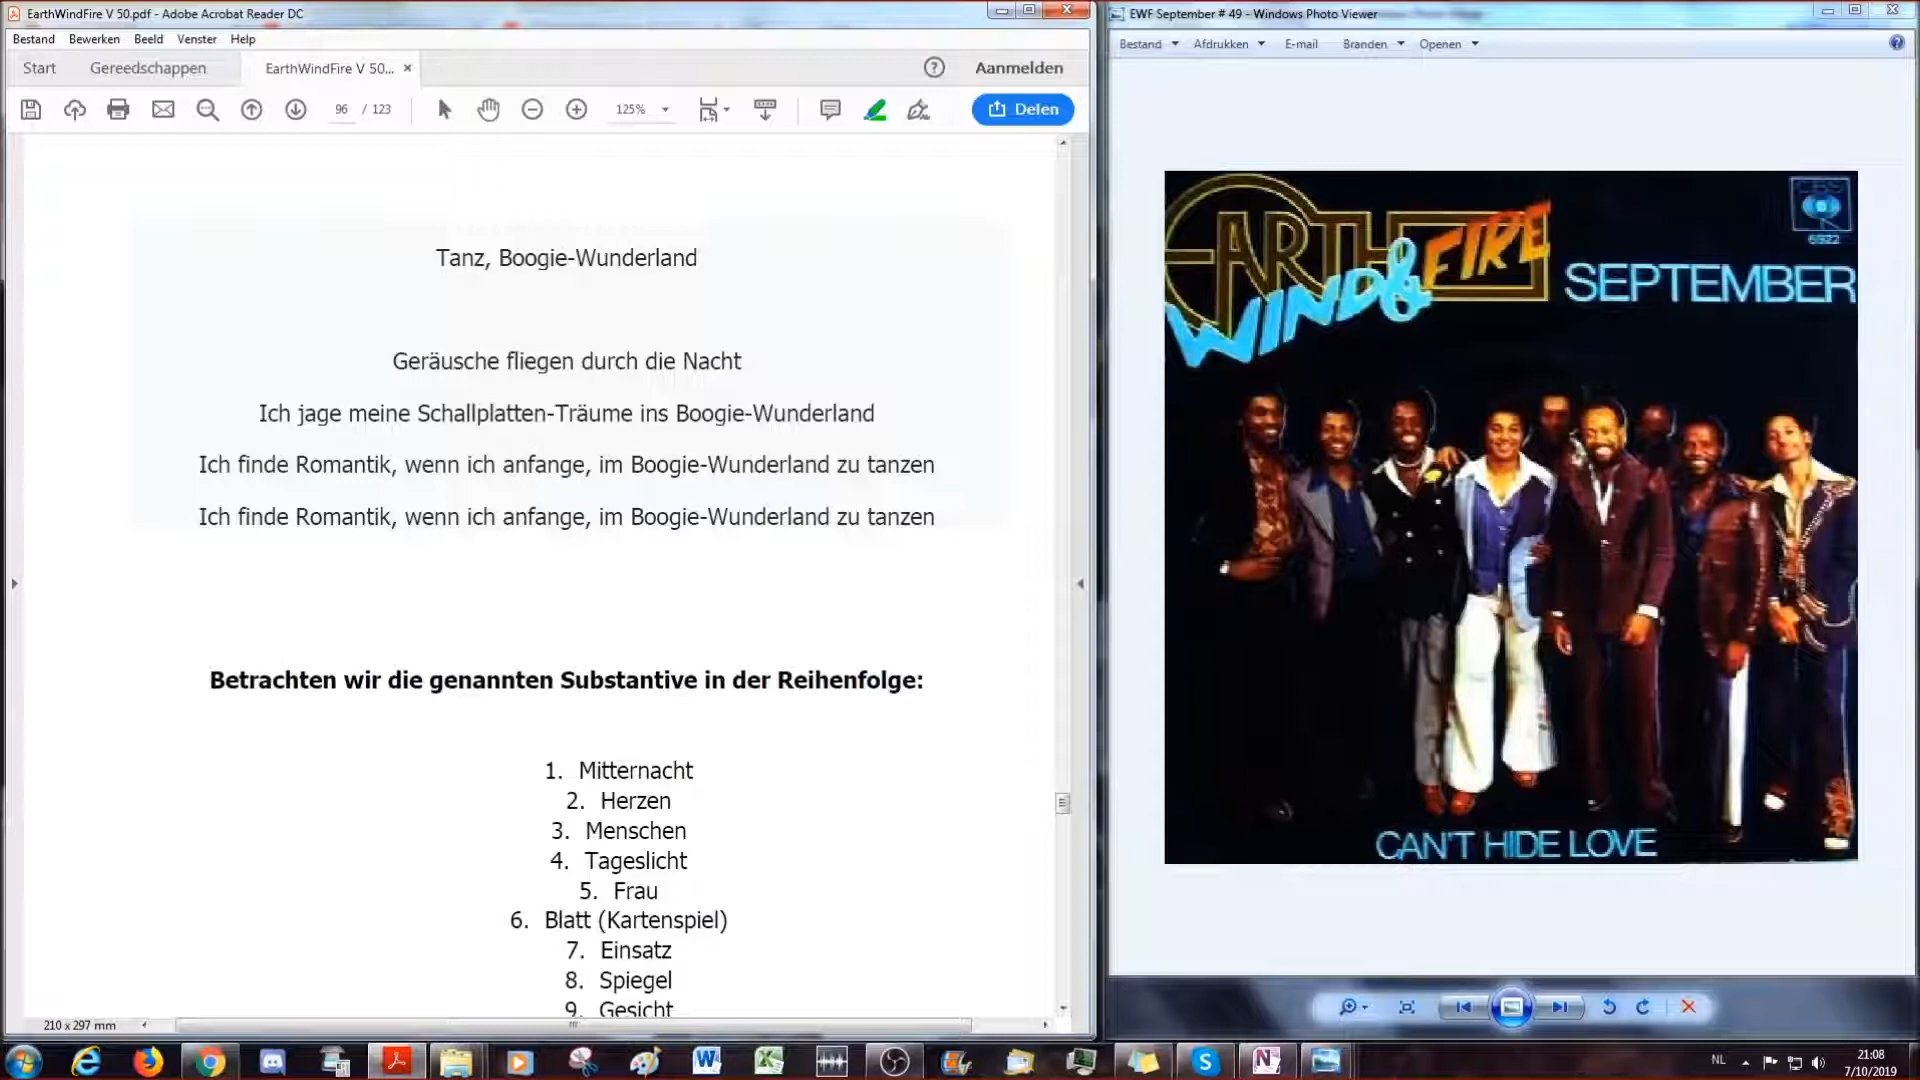 EarthWindFire V 50.pdf - Adobe Acrobat Reader DC
Bestand Bewerken Beeld Venster Help
Start Gereedschappen EarthWindFire V 50... × Aanmelden
96 / 123 125% Delen
Tanz, Boogie-Wunderland
Geräusche fliegen durch die Nacht
Ich jage meine Schallplatten-Träume ins Boogie-Wunderland
Ich finde Romantik, wenn ich anfange, im Boogie-Wunderland zu tanzen
Ich finde Romantik, wenn ich anfange, im Boogie-Wunderland zu tanzen
Betrachten wir die genannten Substantive in der Reihenfolge:
1. Mitternacht
2. Herzen
3. Menschen
4. Tageslicht
5. Frau
6. Blatt (Kartenspiel)
7. Einsatz
8. Spiegel
9. Gesicht
210 x 297 mm
EWF September # 49 - Windows Photo Viewer
Bestand Afdrukken E-mail Branden Openen
EARTH
WIND & FIRE
CBS
6922
SEPTEMBER
CAN'T HIDE LOVE
NL
21:08
7/10/2019